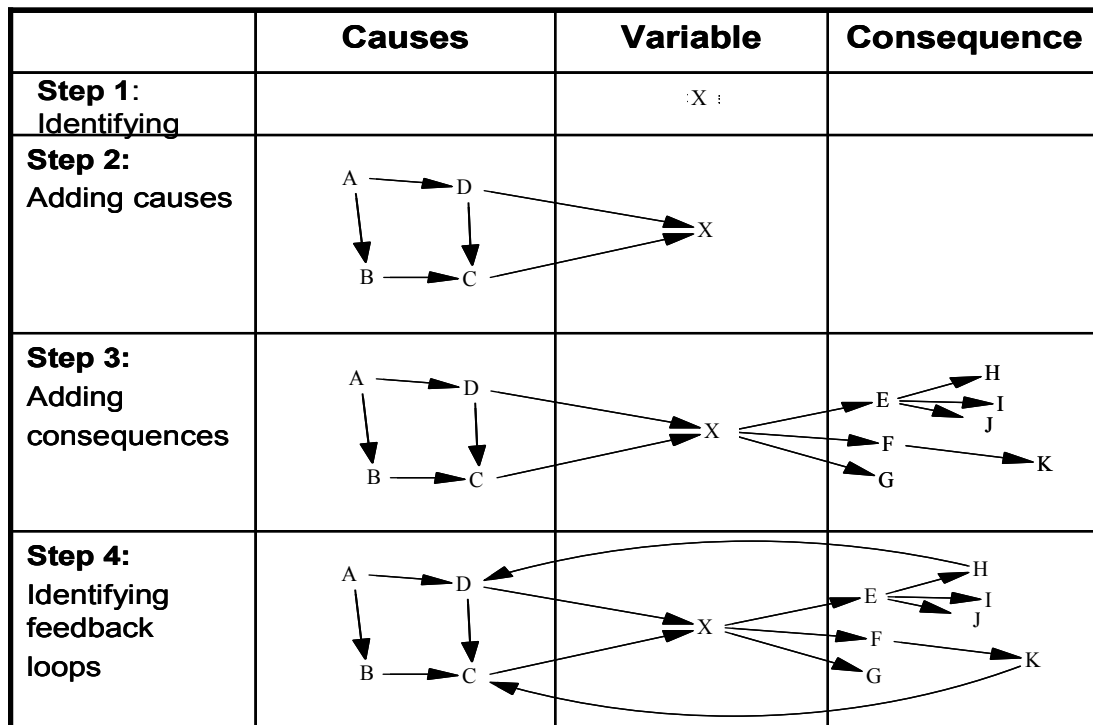 Causes Variable Consequence
Step 1:
Identifying
X
Step 2:
Adding causes
A D
X
B C
Step 3:
Adding
consequences
H
A D E I
J
X
F
K
B C G
Step 4:
Identifying
feedback
loops
H
A D E I
J
X
F
K
B C G